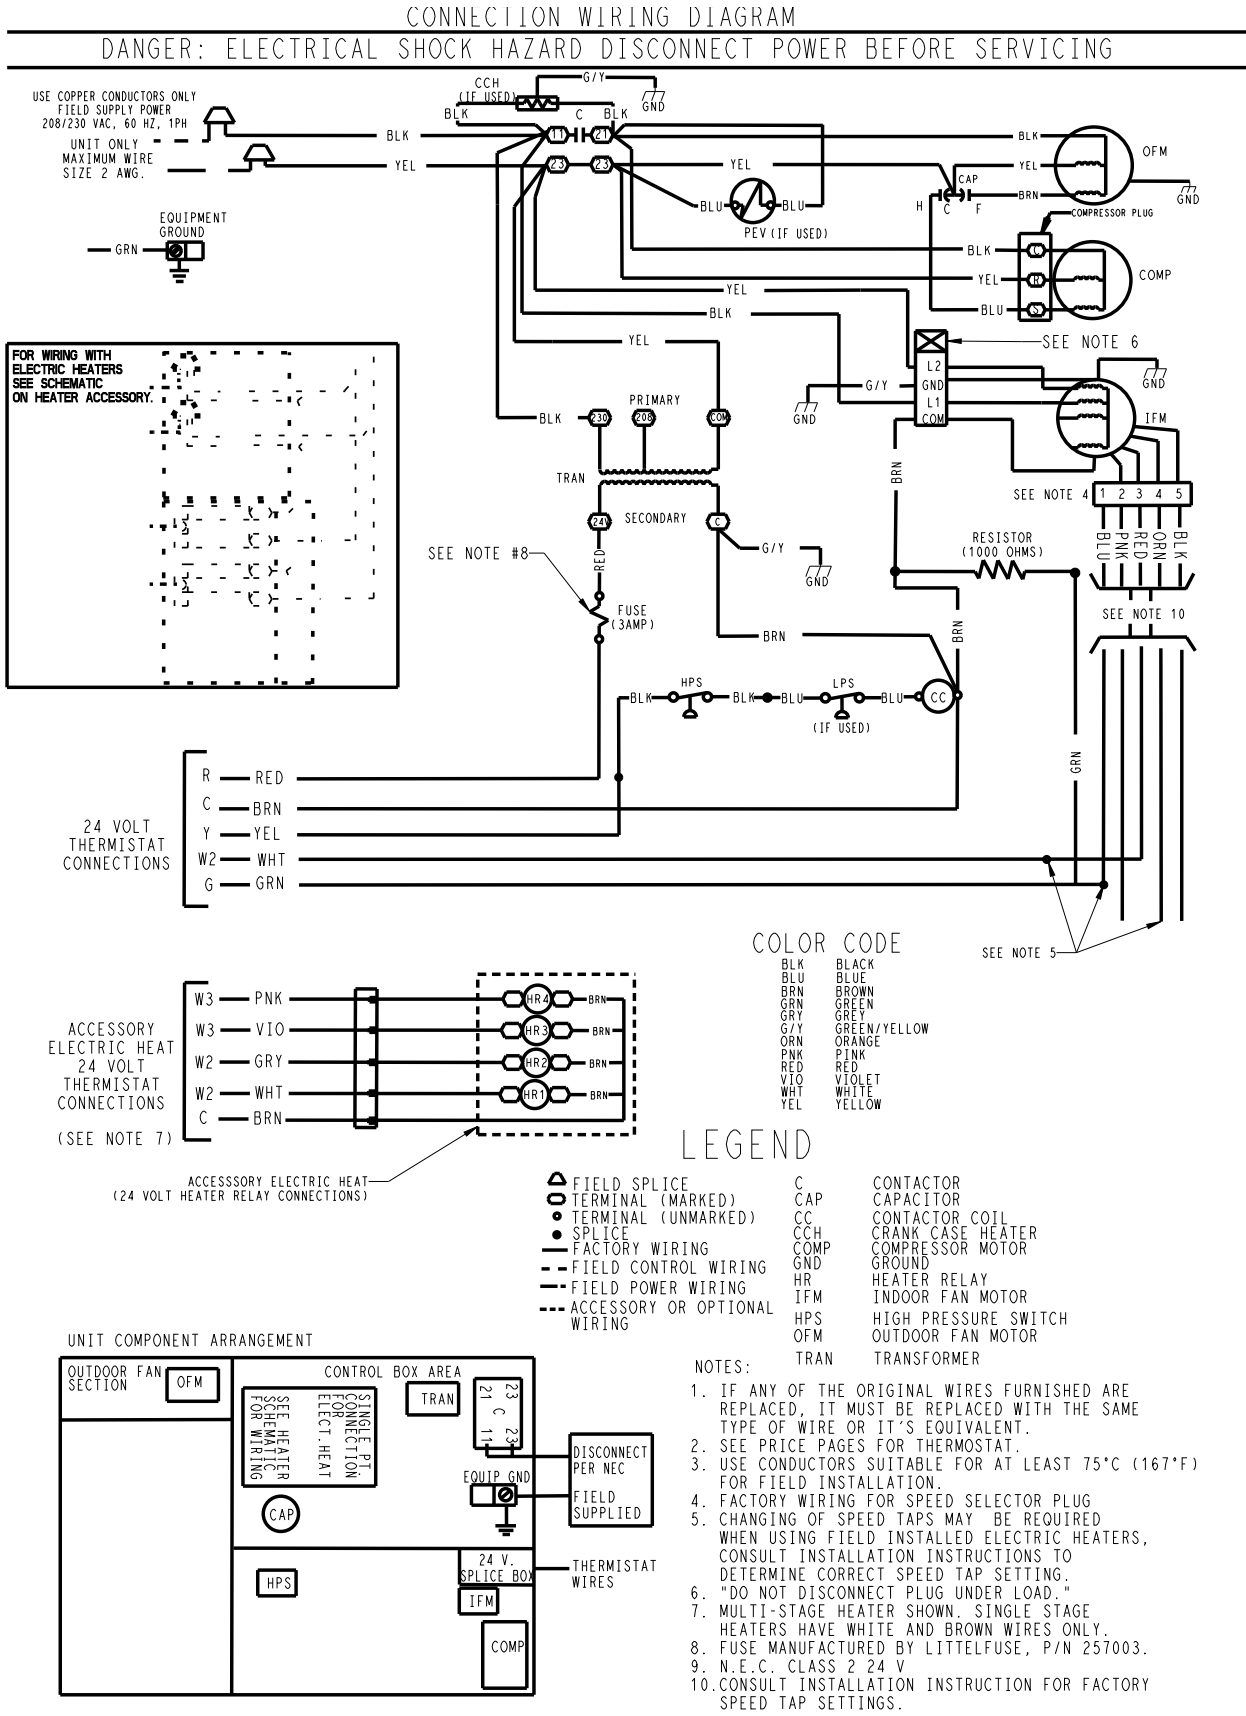 CONNECTION WIRING DIAGRAM
DANGER: ELECTRICAL SHOCK HAZARD DISCONNECT POWER BEFORE SERVICING
USE COPPER CONDUCTORS ONLY
FIELD SUPPLY POWER
208/230 VAC, 60 HZ, 1PH
UNIT ONLY
MAXIMUM WIRE
SIZE 2 AWG.
CCH
(IF USED)
G/Y
GND
BLK
C
BLK
BLK
11
21
BLK
OFM
YEL
23
23
YEL
YEL
CAP
BRN
GND
H
C
F
BLU
BLU
PEV (IF USED)
COMPRESSOR PLUG
EQUIPMENT
GROUND
GRN
BLK
C
YEL
R
COMP
BLU
S
YEL
BLK
YEL
SEE NOTE 6
L2
GND
L1
COM
G/Y
GND
GND
IFM
FOR WIRING WITH
ELECTRIC HEATERS
SEE SCHEMATIC
ON HEATER ACCESSORY.
PRIMARY
BLK
230
208
COM
TRAN
24V
SECONDARY
C
BRN
SEE NOTE 4
1 2 3 4 5
BLU
PNK
RED
ORN
BLK
SEE NOTE #8
RED
G/Y
GND
RESISTOR
(1000 OHMS)
FUSE
(3AMP)
BRN
BRN
SEE NOTE 10
BLK
HPS
BLK
BLU
LPS
(IF USED)
BLU
CC
GRN
24 VOLT
THERMISTAT
CONNECTIONS
R RED
C BRN
Y YEL
W2 WHT
G GRN
SEE NOTE 5
COLOR CODE
BLK BLACK
BLU BLUE
BRN BROWN
GRN GREEN
GRY GREY
G/Y GREEN/YELLOW
ORN ORANGE
PNK PINK
RED RED
VIO VIOLET
WHT WHITE
YEL YELLOW
ACCESSORY
ELECTRIC HEAT
24 VOLT
THERMISTAT
CONNECTIONS
(SEE NOTE 7)
W3 PNK HR4 BRN
W3 VIO HR3 BRN
W2 GRY HR2 BRN
W2 WHT HR1 BRN
C BRN
ACCESSSORY ELECTRIC HEAT
(24 VOLT HEATER RELAY CONNECTIONS)
LEGEND
FIELD SPLICE
TERMINAL (MARKED)
TERMINAL (UNMARKED)
SPLICE
FACTORY WIRING
FIELD CONTROL WIRING
FIELD POWER WIRING
ACCESSORY OR OPTIONAL
WIRING
C CONTACTOR
CAP CAPACITOR
CC CONTACTOR COIL
CCH CRANK CASE HEATER
COMP COMPRESSOR MOTOR
GND GROUND
HR HEATER RELAY
IFM INDOOR FAN MOTOR
HPS HIGH PRESSURE SWITCH
OFM OUTDOOR FAN MOTOR
TRAN TRANSFORMER
UNIT COMPONENT ARRANGEMENT
OUTDOOR FAN
SECTION
OFM
CONTROL BOX AREA
SINGLE PT.
CONNECTION
FOR
ELECT.HEAT
SEE HEATER
SCHEMATIC
FOR WIRING
TRAN
23
21
C
23
11
DISCONNECT
PER NEC
EQUIP GND
FIELD
SUPPLIED
CAP
24 V.
SPLICE BOX
THERMISTAT
WIRES
HPS
IFM
COMP
NOTES:
1. IF ANY OF THE ORIGINAL WIRES FURNISHED ARE
REPLACED, IT MUST BE REPLACED WITH THE SAME
TYPE OF WIRE OR IT'S EQUIVALENT.
2. SEE PRICE PAGES FOR THERMOSTAT.
3. USE CONDUCTORS SUITABLE FOR AT LEAST 75°C (167°F)
FOR FIELD INSTALLATION.
4. FACTORY WIRING FOR SPEED SELECTOR PLUG
5. CHANGING OF SPEED TAPS MAY BE REQUIRED
WHEN USING FIELD INSTALLED ELECTRIC HEATERS,
CONSULT INSTALLATION INSTRUCTIONS TO
DETERMINE CORRECT SPEED TAP SETTING.
6. "DO NOT DISCONNECT PLUG UNDER LOAD."
7. MULTI-STAGE HEATER SHOWN. SINGLE STAGE
HEATERS HAVE WHITE AND BROWN WIRES ONLY.
8. FUSE MANUFACTURED BY LITTELFUSE, P/N 257003.
9. N.E.C. CLASS 2 24 V
10.CONSULT INSTALLATION INSTRUCTION FOR FACTORY
SPEED TAP SETTINGS.